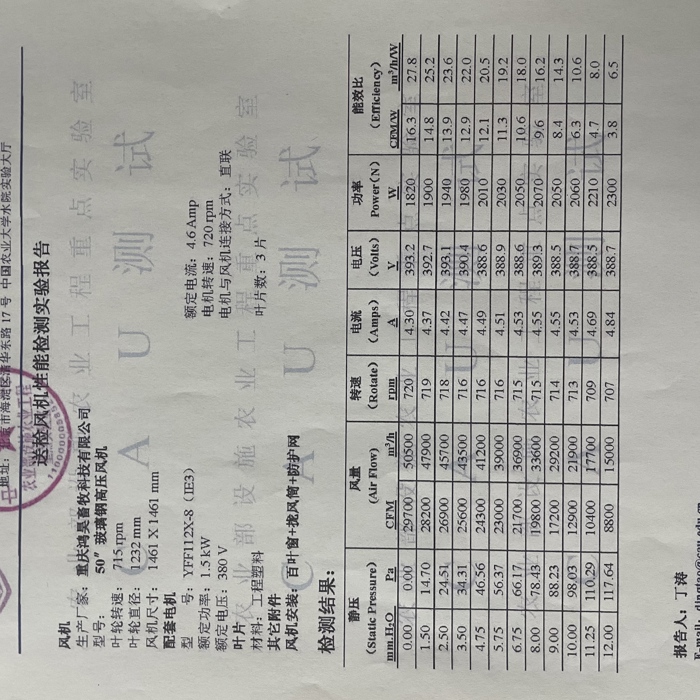 地址：北京市海淀区清华东路 17 号 中国农业大学水院实验大厅
送检风机性能检测实验报告
风机
生产厂家：重庆鸿昊畜牧科技有限公司
型号： 50" 玻璃钢高压风机
叶轮转速： 715 rpm
叶轮直径： 1232 mm
风机尺寸： 1461 X 1461 mm
配套电机
型 号： YFF112X-8（IE3） 额定电流：4.6 Amp
额定功率：1.5 kW 电机转速：720 rpm
额定电压：380 V 电机与风机连接方式：直联
叶片
材料：工程塑料 叶片数：3 片
其它附件
风机安装：百叶窗+拢风筒+防护网
检测结果：
静压 风量 转速 电流 电压 功率 能效比
（Static Pressure） （Air Flow） （Rotate） （Amps） （Volts） Power（N） （Efficiency）
mm.H₂O Pa CFM m³/h rpm A V W CFM/W m³/h/W
0.00 0.00 29700 50500 720 4.30 393.2 1820 16.3 27.8
1.50 14.70 28200 47900 719 4.37 392.7 1900 14.8 25.2
2.50 24.51 26900 45700 718 4.42 393.1 1940 13.9 23.6
3.50 34.31 25600 43500 716 4.47 390.4 1980 12.9 22.0
4.75 46.56 24300 41200 716 4.49 388.6 2010 12.1 20.5
5.75 56.37 23000 39000 716 4.51 388.9 2030 11.3 19.2
6.75 66.17 21700 36900 715 4.53 388.6 2050 10.6 18.0
8.00 78.43 19800 33600 715 4.55 389.3 2070 9.6 16.2
9.00 88.23 17200 29200 714 4.55 388.5 2050 8.4 14.3
10.00 98.03 12900 21900 713 4.53 388.7 2060 6.3 10.6
11.25 110.29 10400 17700 709 4.69 388.5 2210 4.7 8.0
12.00 117.64 8800 15000 707 4.84 388.7 2300 3.8 6.5
报告人：丁涛